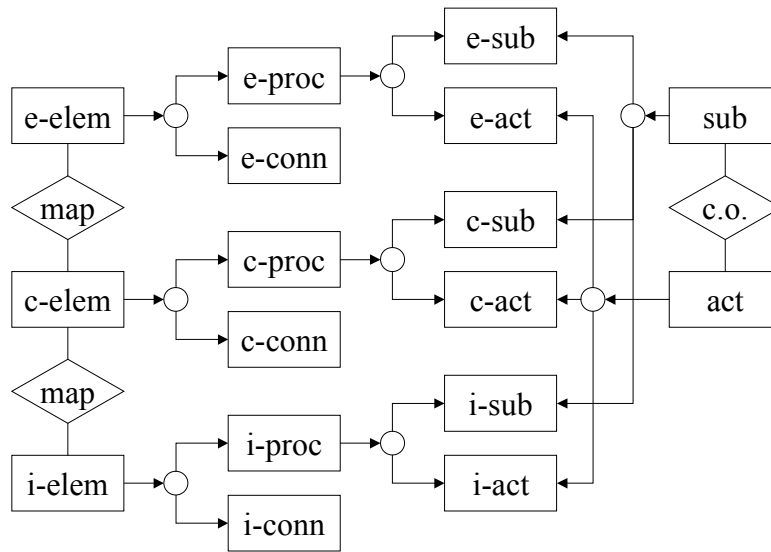 e-sub
e-proc
e-elem
e-act
sub
e-conn
map
c-sub
c.o.
c-proc
c-elem
c-act
act
c-conn
map
i-sub
i-proc
i-elem
i-act
i-conn